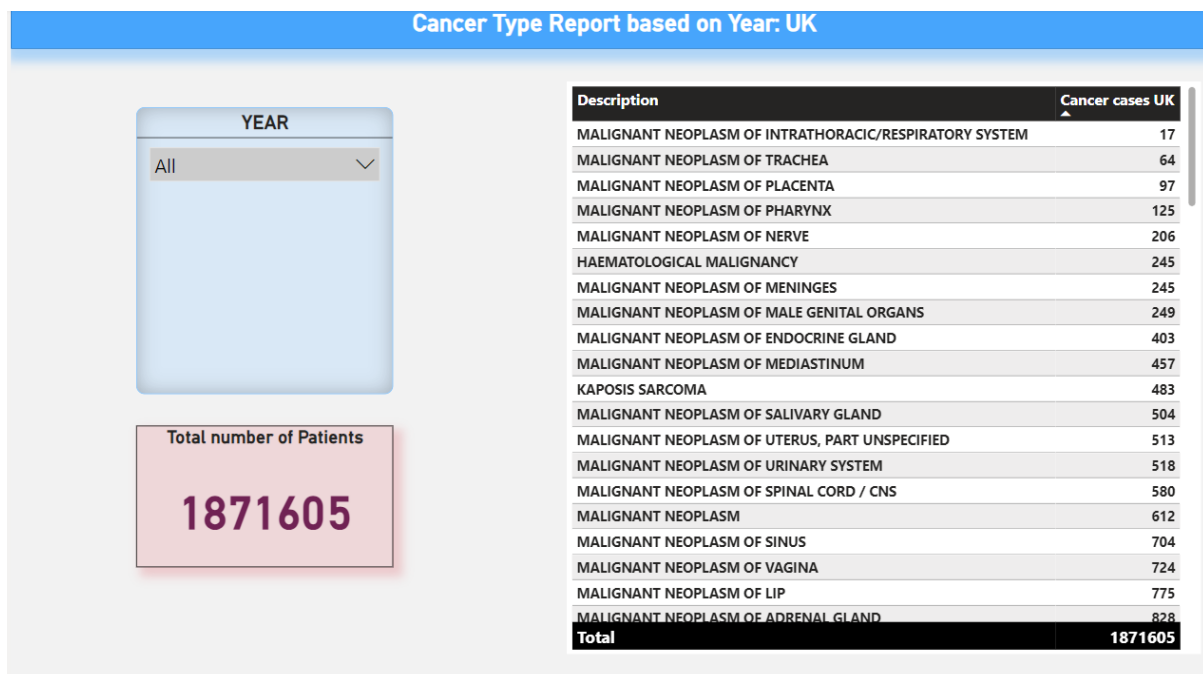 Cancer Type Report based on Year: UK
YEAR
All
Total number of Patients
1871605
Description Cancer cases UK
MALIGNANT NEOPLASM OF INTRATHORACIC/RESPIRATORY SYSTEM 17
MALIGNANT NEOPLASM OF TRACHEA 64
MALIGNANT NEOPLASM OF PLACENTA 97
MALIGNANT NEOPLASM OF PHARYNX 125
MALIGNANT NEOPLASM OF NERVE 206
HAEMATOLOGICAL MALIGNANCY 245
MALIGNANT NEOPLASM OF MENINGES 245
MALIGNANT NEOPLASM OF MALE GENITAL ORGANS 249
MALIGNANT NEOPLASM OF ENDOCRINE GLAND 403
MALIGNANT NEOPLASM OF MEDIASTINUM 457
KAPOSIS SARCOMA 483
MALIGNANT NEOPLASM OF SALIVARY GLAND 504
MALIGNANT NEOPLASM OF UTERUS, PART UNSPECIFIED 513
MALIGNANT NEOPLASM OF URINARY SYSTEM 518
MALIGNANT NEOPLASM OF SPINAL CORD / CNS 580
MALIGNANT NEOPLASM 612
MALIGNANT NEOPLASM OF SINUS 704
MALIGNANT NEOPLASM OF VAGINA 724
MALIGNANT NEOPLASM OF LIP 775
MALIGNANT NEOPLASM OF ADRENAL GLAND 828
Total 1871605